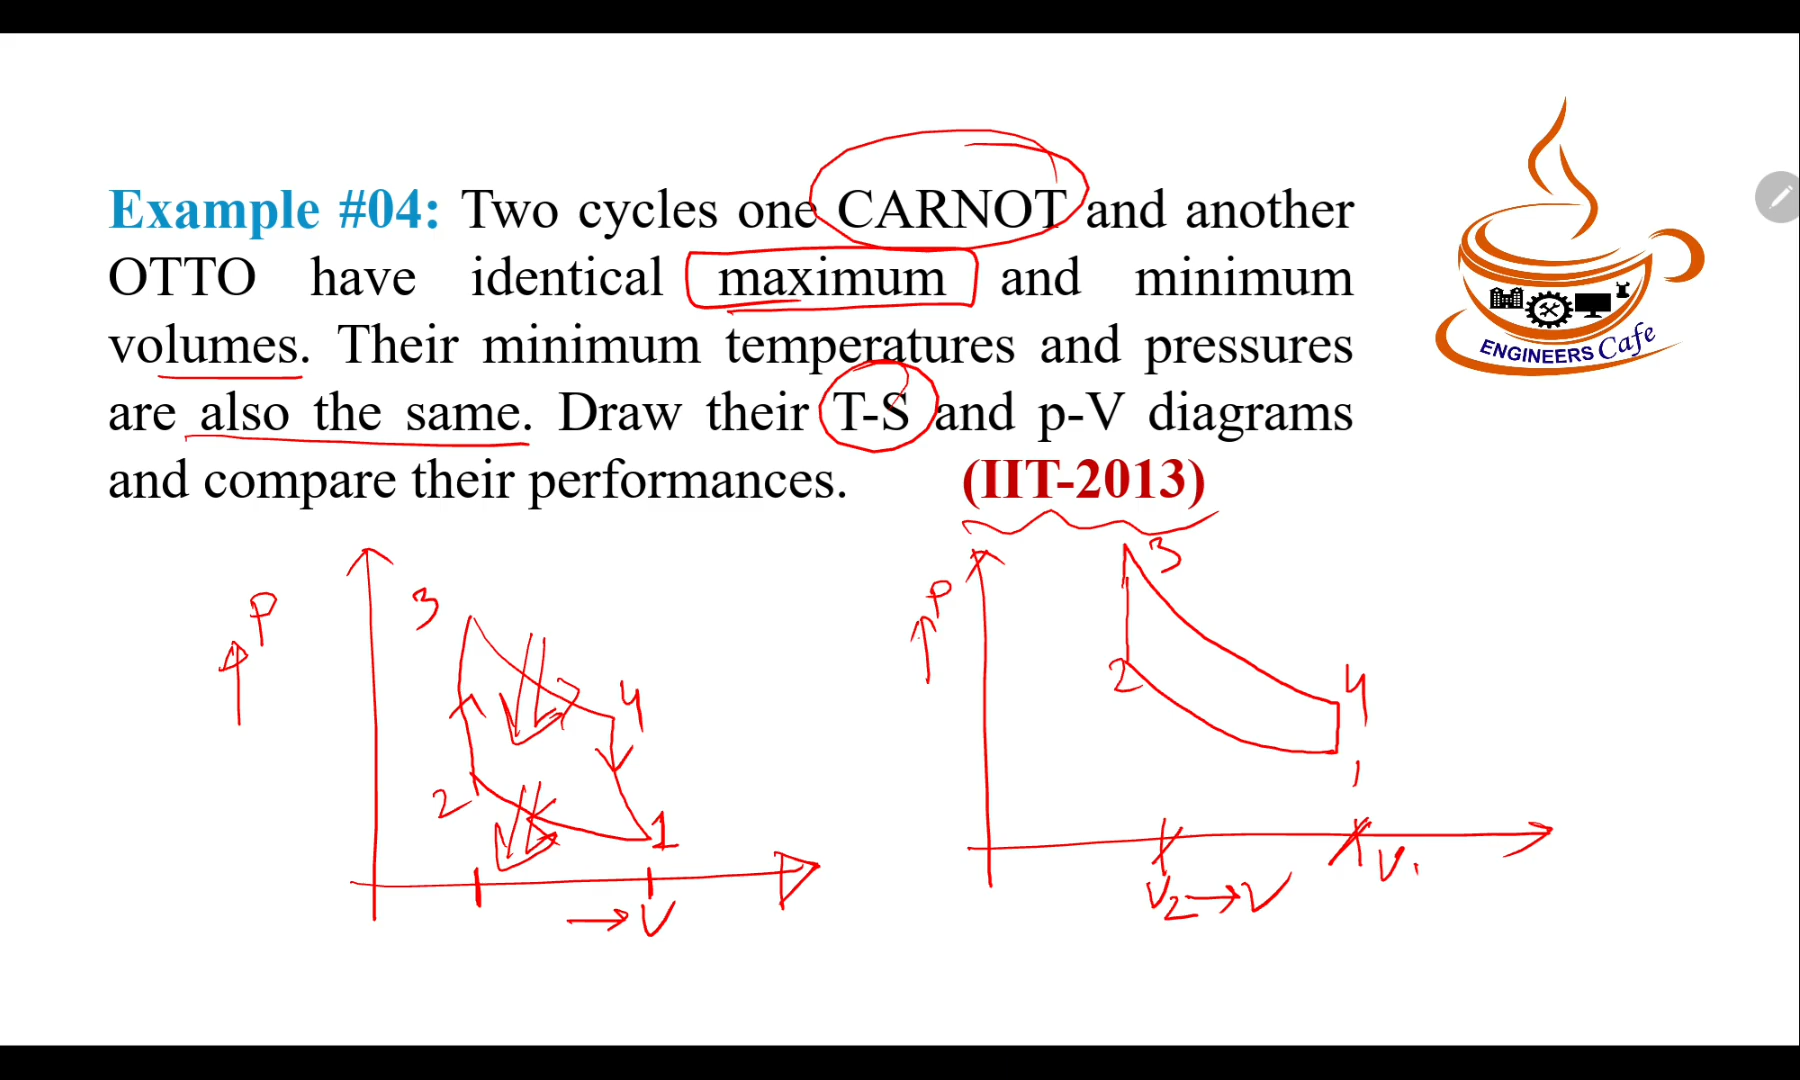 Example #04: Two cycles one CARNOT and another
OTTO have identical maximum and minimum
volumes. Their minimum temperatures and pressures
are also the same. Draw their T-S and p-V diagrams
and compare their performances. (IIT-2013)
ENGINEERS Cafe
P
3
4
2
1
→ V
P
3
2
4
1
V2 → V
V1